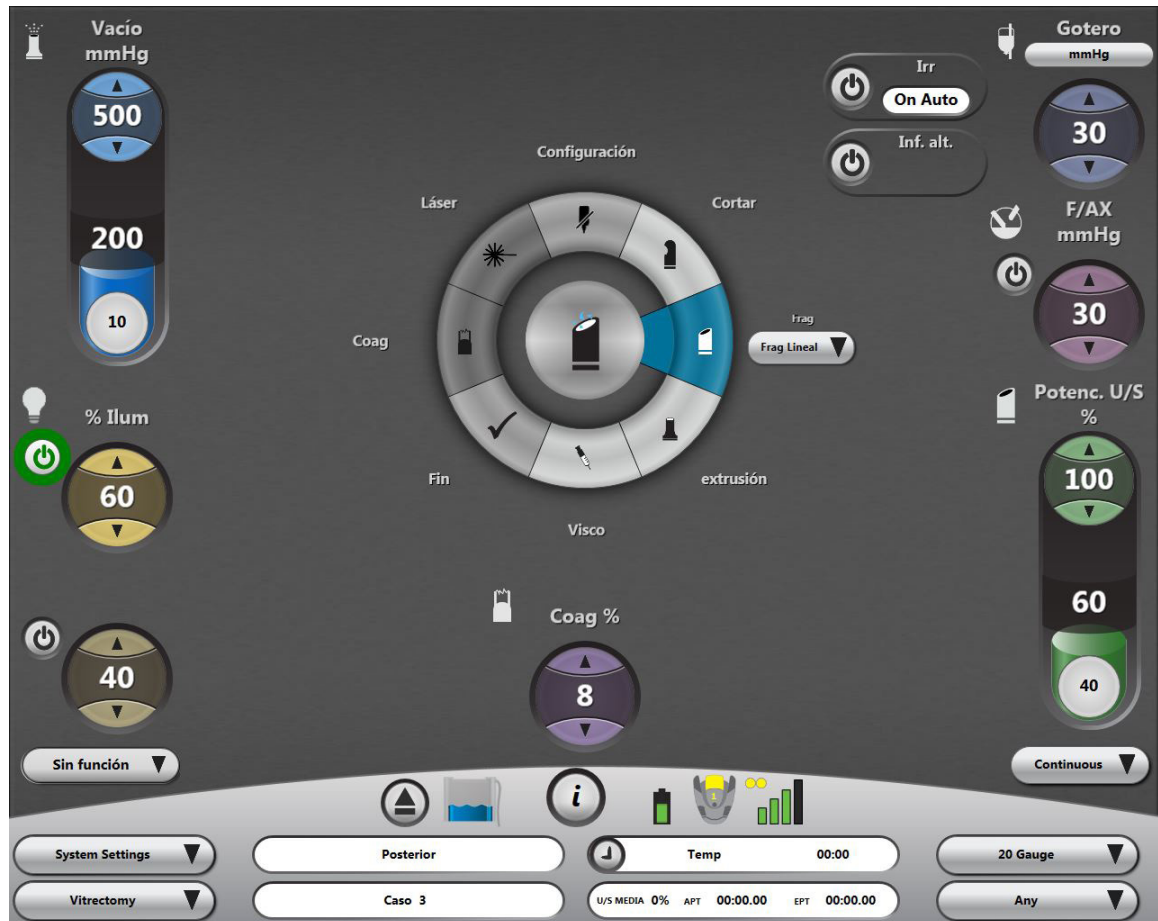 Vacío
mmHg
500
200
10
% Ilum
60
40
Sin función
Configuración
Láser
Cortar
Coag
Frag
Frag Lineal
Fin
extrusión
Visco
Coag %
8
Irr
On Auto
Inf. alt.
Gotero
mmHg
30
F/AX
mmHg
30
Potenc. U/S
%
100
60
40
Continuous
i
1
System Settings
Posterior
Temp 00:00
20 Gauge
Vitrectomy
Caso 3
U/S MEDIA 0% APT 00:00.00 EPT 00:00.00
Any